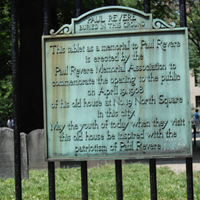 PAUL REVERE
BURIED IN THIS GROUND
This tablet as a memorial to Paul Revere
is erected by the
Paul Revere Memorial Association to
commemorate the opening to the public
on April 19, 1908
of his old house at No. 19 North Square
in this city.
May the youth of today when they visit
this old house be inspired with the
patriotism of Paul Revere